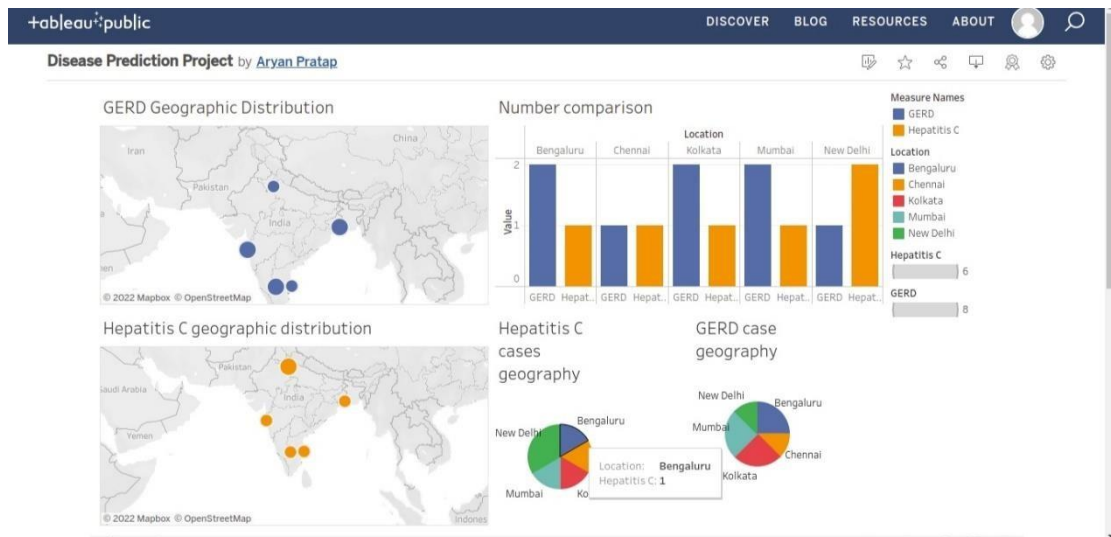 +ableau public
DISCOVER BLOG RESOURCES ABOUT
Disease Prediction Project by Aryan Pratap
GERD Geographic Distribution
Iran
China
Pakistan
India
© 2022 Mapbox © OpenStreetMap
Number comparison
Location
Bengaluru Chennai Kolkata Mumbai New Delhi
Value
2
1
0
GERD Hepat.. GERD Hepat.. GERD Hepat.. GERD Hepat.. GERD Hepat..
Measure Names
GERD
Hepatitis C
Location
Bengaluru
Chennai
Kolkata
Mumbai
New Delhi
Hepatitis C
6
GERD
8
Hepatitis C geographic distribution
Pakistan
Saudi Arabia
India
Yemen
Indones
© 2022 Mapbox © OpenStreetMap
Hepatitis C
cases
geography
Bengaluru
New Delhi
Mumbai
Ko
Location: Bengaluru
Hepatitis C: 1
GERD case
geography
New Delhi
Bengaluru
Mumbai
Chennai
Kolkata